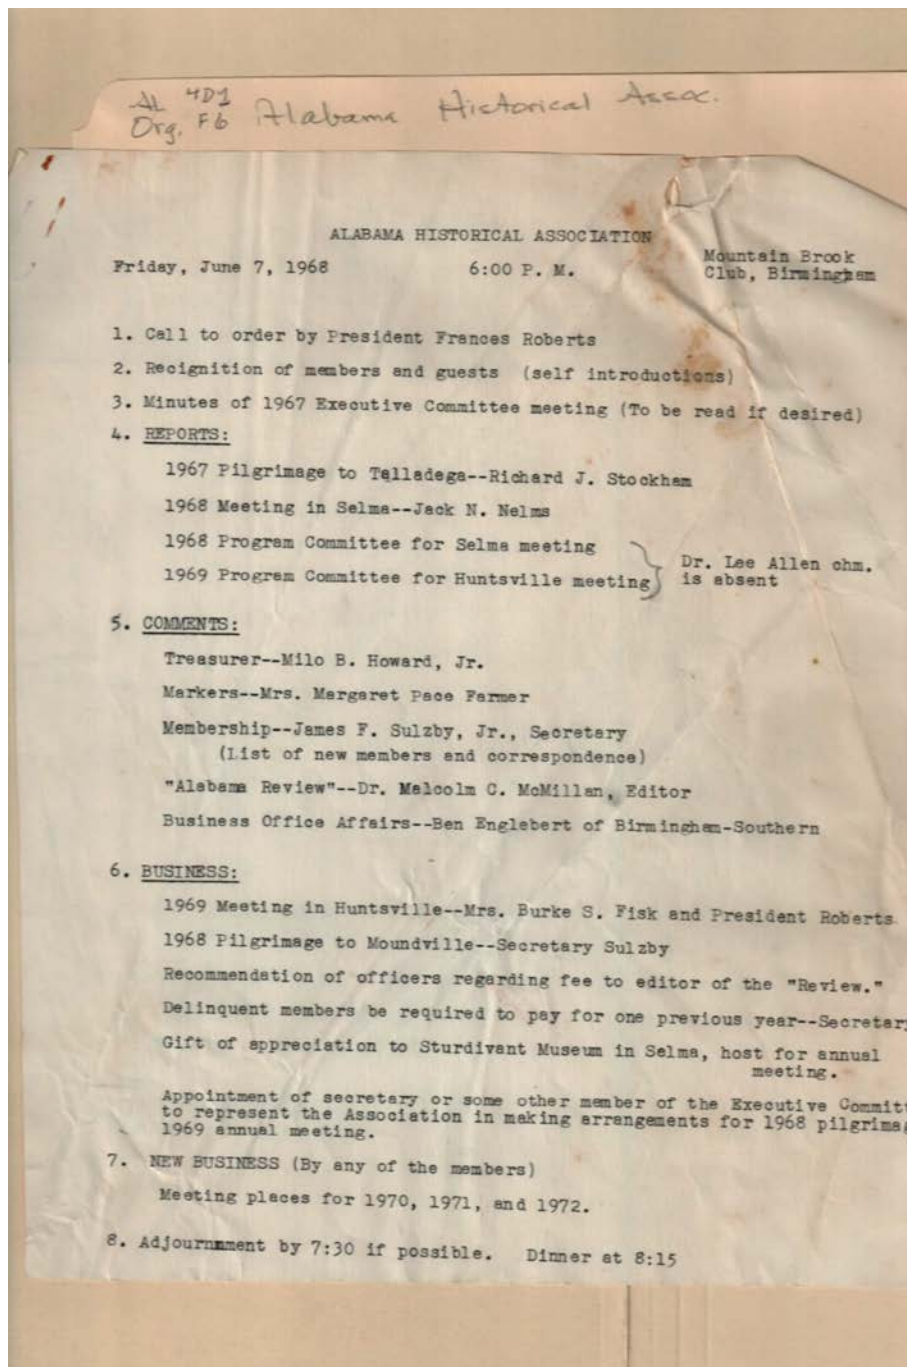 AL 4D1 Alabama Historical Assoc.
Org. F6
ALABAMA HISTORICAL ASSOCIATION
Friday, June 7, 1968 6:00 P. M. Mountain Brook
Club, Birmingham
1. Call to order by President Frances Roberts
2. Recignition of members and guests (self introductions)
3. Minutes of 1967 Executive Committee meeting (To be read if desired)
4. REPORTS:
1967 Pilgrimage to Talladega--Richard J. Stockham
1968 Meeting in Selma--Jack N. Nelms
1968 Program Committee for Selma meeting
1969 Program Committee for Huntsville meeting
Dr. Lee Allen chm.
is absent
5. COMMENTS:
Treasurer--Milo B. Howard, Jr.
Markers--Mrs. Margaret Pace Farmer
Membership--James F. Sulzby, Jr., Secretary
(List of new members and correspondence)
"Alabama Review"--Dr. Malcolm C. McMillan, Editor
Business Office Affairs--Ben Englebert of Birmingham-Southern
6. BUSINESS:
1969 Meeting in Huntsville--Mrs. Burke S. Fisk and President Roberts
1968 Pilgrimage to Moundville--Secretary Sulzby
Recommendation of officers regarding fee to editor of the "Review."
Delinquent members be required to pay for one previous year--Secretary
Gift of appreciation to Sturdivant Museum in Selma, host for annual
meeting.
Appointment of secretary or some other member of the Executive Committ
to represent the Association in making arrangements for 1968 pilgrimag
1969 annual meeting.
7. NEW BUSINESS (By any of the members)
Meeting places for 1970, 1971, and 1972.
8. Adjournmment by 7:30 if possible. Dinner at 8:15